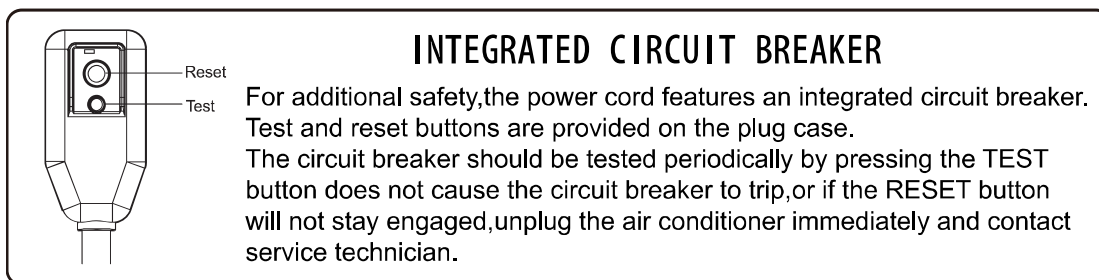 INTEGRATED CIRCUIT BREAKER
Reset
Test
For additional safety,the power cord features an integrated circuit breaker.
Test and reset buttons are provided on the plug case.
The circuit breaker should be tested periodically by pressing the TEST
button does not cause the circuit breaker to trip,or if the RESET button
will not stay engaged,unplug the air conditioner immediately and contact
service technician.